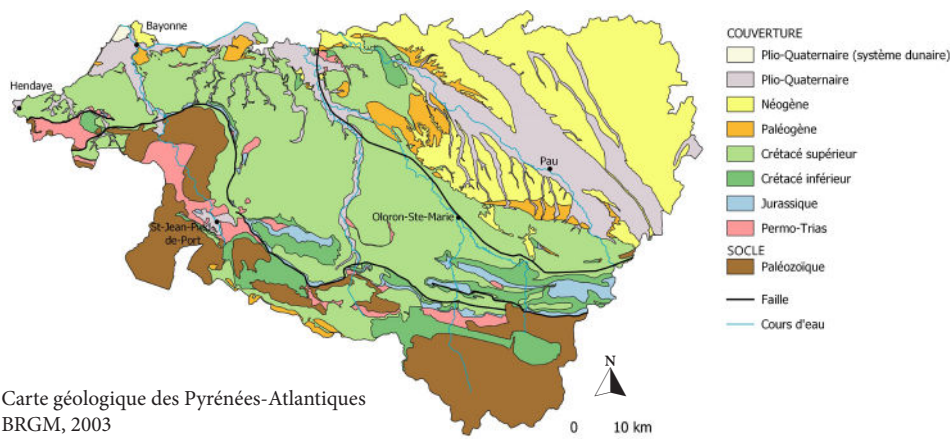 Bayonne
Hendaye
Pau
Oloron-Ste-Marie
St-Jean-Pied-
de-Port
COUVERTURE
Plio-Quaternaire (système dunaire)
Plio-Quaternaire
Néogène
Paléogène
Crétacé supérieur
Crétacé inférieur
Jurassique
Permo-Trias
SOCLE
Paléozoïque
Faille
Cours d'eau
N
0 10 km
Carte géologique des Pyrénées-Atlantiques
BRGM, 2003